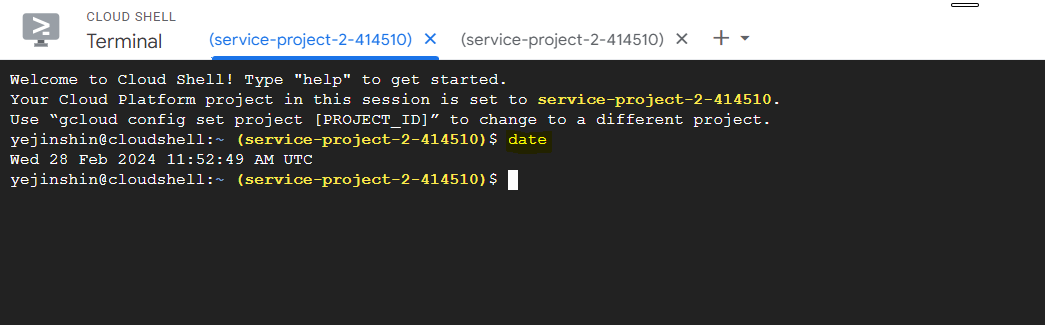 CLOUD SHELL
Terminal
(service-project-2-414510) ✕
(service-project-2-414510) ✕
Welcome to Cloud Shell! Type "help" to get started.
Your Cloud Platform project in this session is set to service-project-2-414510.
Use “gcloud config set project [PROJECT_ID]” to change to a different project.
yejinshin@cloudshell:~ (service-project-2-414510)$ date
Wed 28 Feb 2024 11:52:49 AM UTC
yejinshin@cloudshell:~ (service-project-2-414510)$